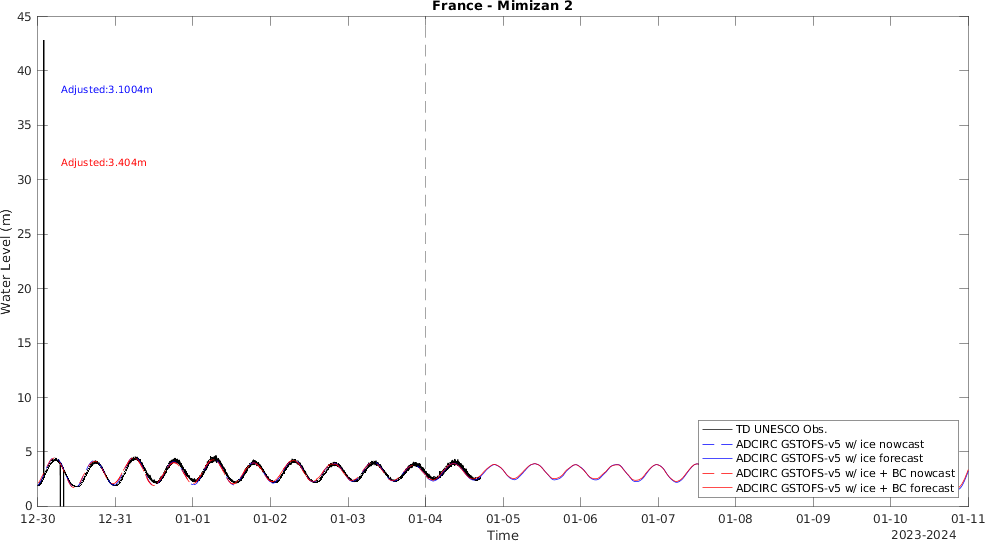 France - Mimizan 2
45
40
35
30
25
20
15
10
5
0
Water Level (m)
Adjusted:3.1004m
Adjusted:3.404m
TD UNESCO Obs.
ADCIRC GSTOFS-v5 w/ ice nowcast
ADCIRC GSTOFS-v5 w/ ice forecast
ADCIRC GSTOFS-v5 w/ ice + BC nowcast
ADCIRC GSTOFS-v5 w/ ice + BC forecast
12-30 12-31 01-01 01-02 01-03 01-04 01-05 01-06 01-07 01-08 01-09 01-10 01-11
Time
2023-2024